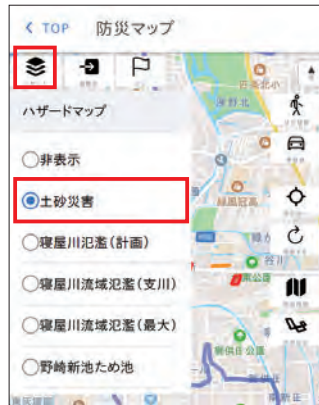 < TOP 防災マップ
ハザードマップ
非表示
土砂災害
寝屋川氾濫(計画)
寝屋川流域氾濫(支川)
寝屋川流域氾濫(最大)
野崎新池ため池